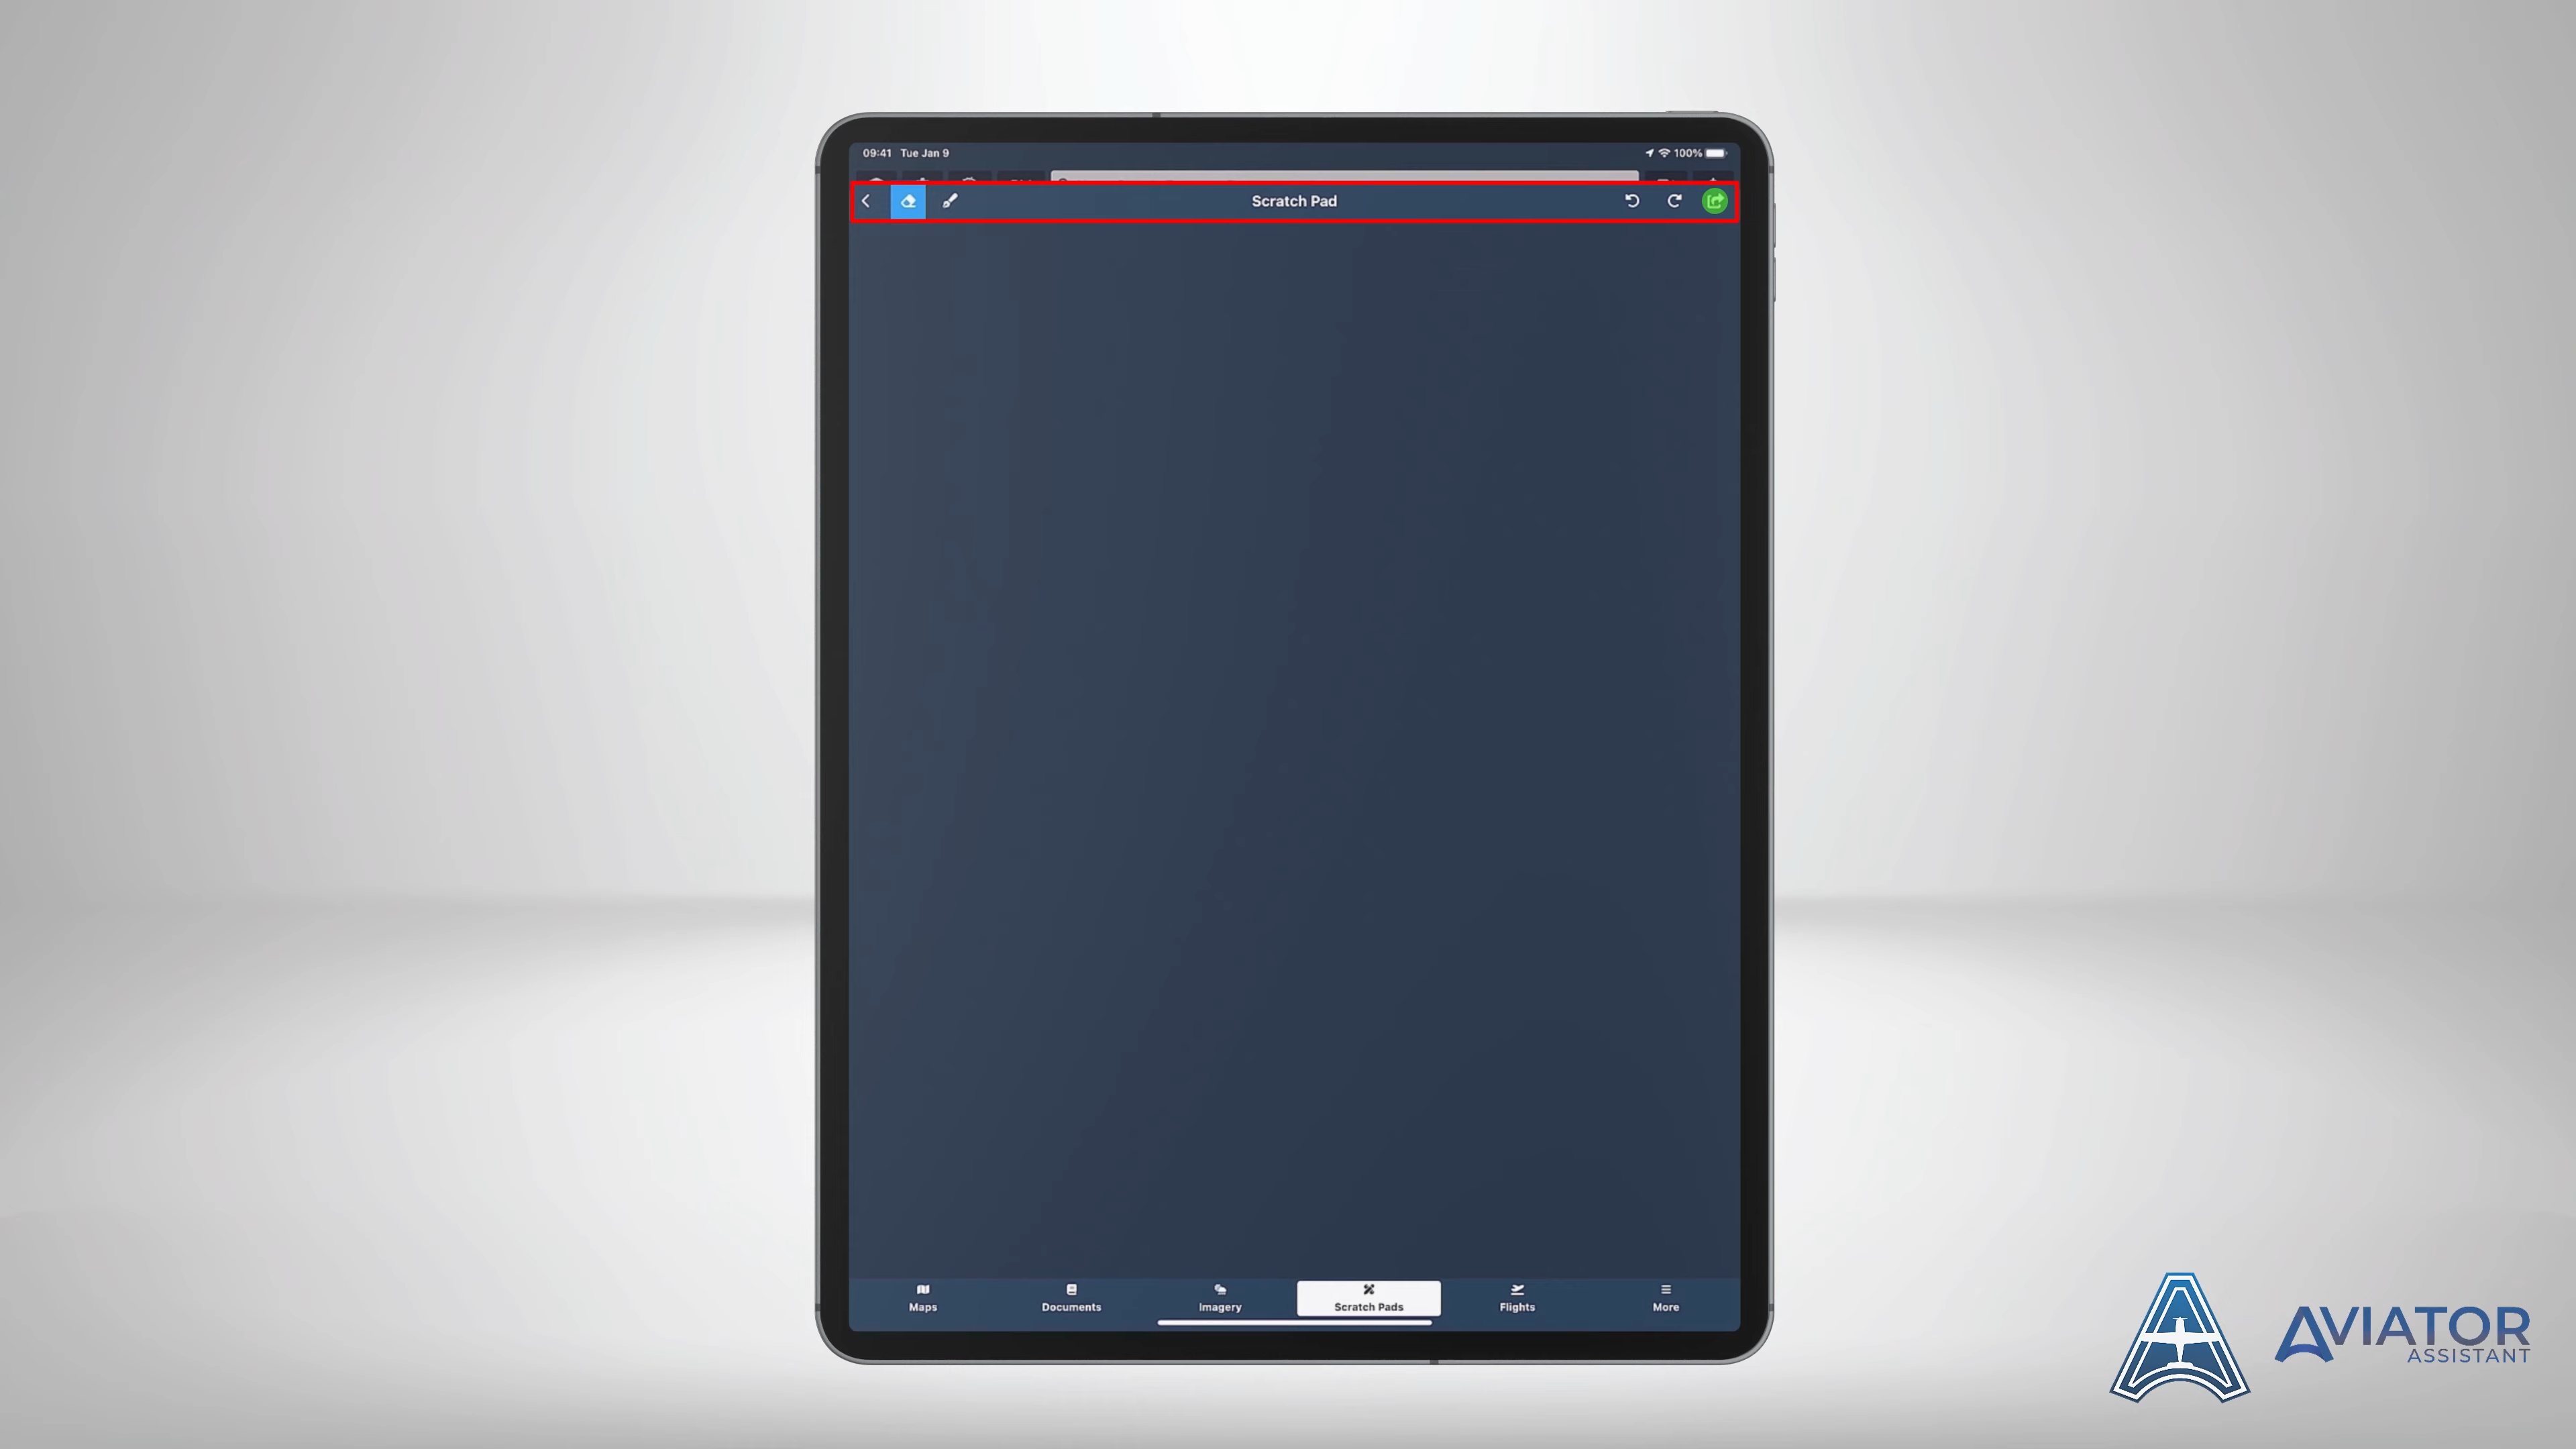 09:41 Tue Jan 9
100%
Scratch Pad
Maps
Documents
Imagery
Scratch Pads
Flights
More
AVIATOR
ASSISTANT